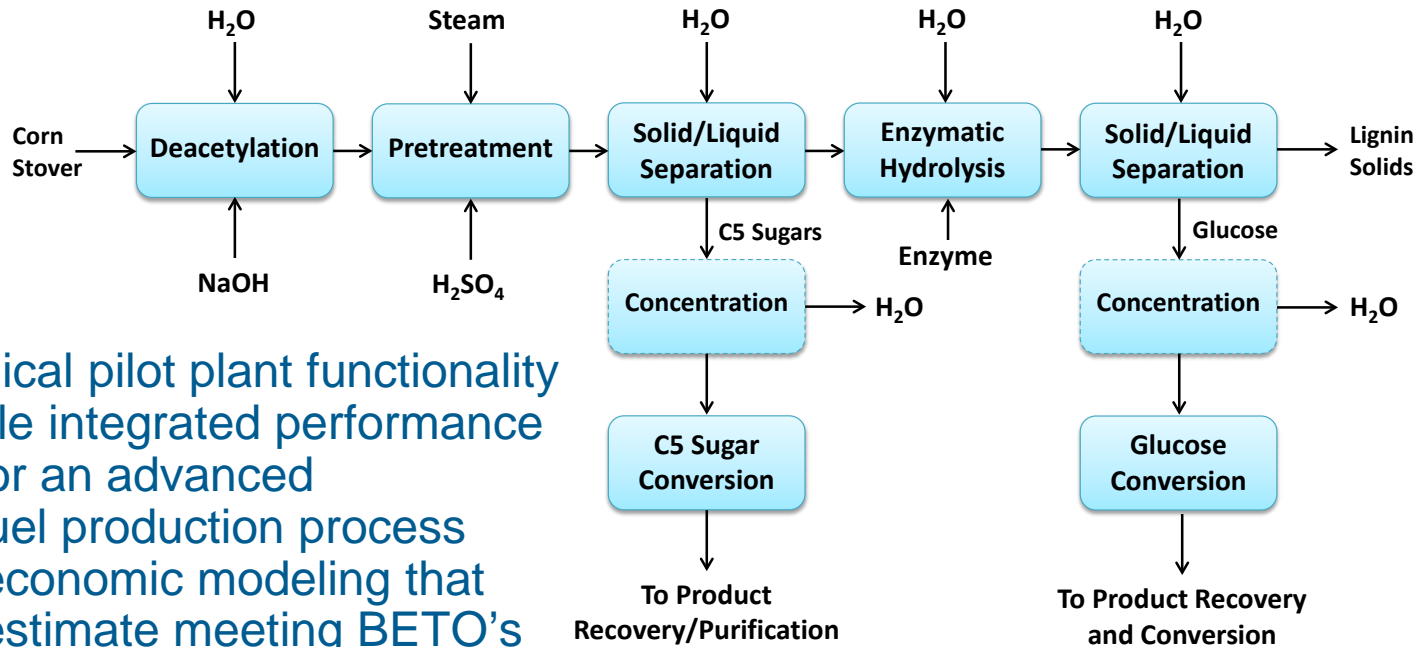 H₂O
Steam
H₂O
H₂O
H₂O
Corn
Stover
Deacetylation
Pretreatment
Solid/Liquid
Separation
Enzymatic
Hydrolysis
Solid/Liquid
Separation
Lignin
Solids
NaOH
H₂SO₄
C5 Sugars
Enzyme
Glucose
Concentration
H₂O
Concentration
H₂O
C5 Sugar
Conversion
Glucose
Conversion
To Product
Recovery/Purification
To Product Recovery
and Conversion
ical pilot plant functionality
le integrated performance
or an advanced
uel production process
economic modeling that
estimate meeting BETO’s